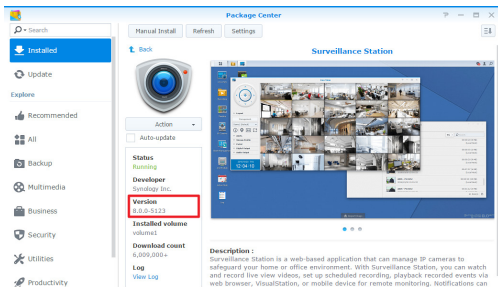 Package Center
Search
Manual Install
Refresh
Settings
Installed
Update
Explore
Recommended
All
Backup
Multimedia
Business
Security
Utilities
Productivity
Back
Surveillance Station
Action
Auto-update
Status
Running
Developer
Synology Inc.
Version
8.0.0-5123
Installed volume
volume1
Download count
6,009,000+
Log
View Log
Description :
Surveillance Station is a web-based application that can manage IP cameras to
safeguard your home or office environment. With Surveillance Station, you can watch
and record live view videos, set up scheduled recording, playback recorded events via
web browser, VisualStation, or mobile device for remote monitoring. Notifications can